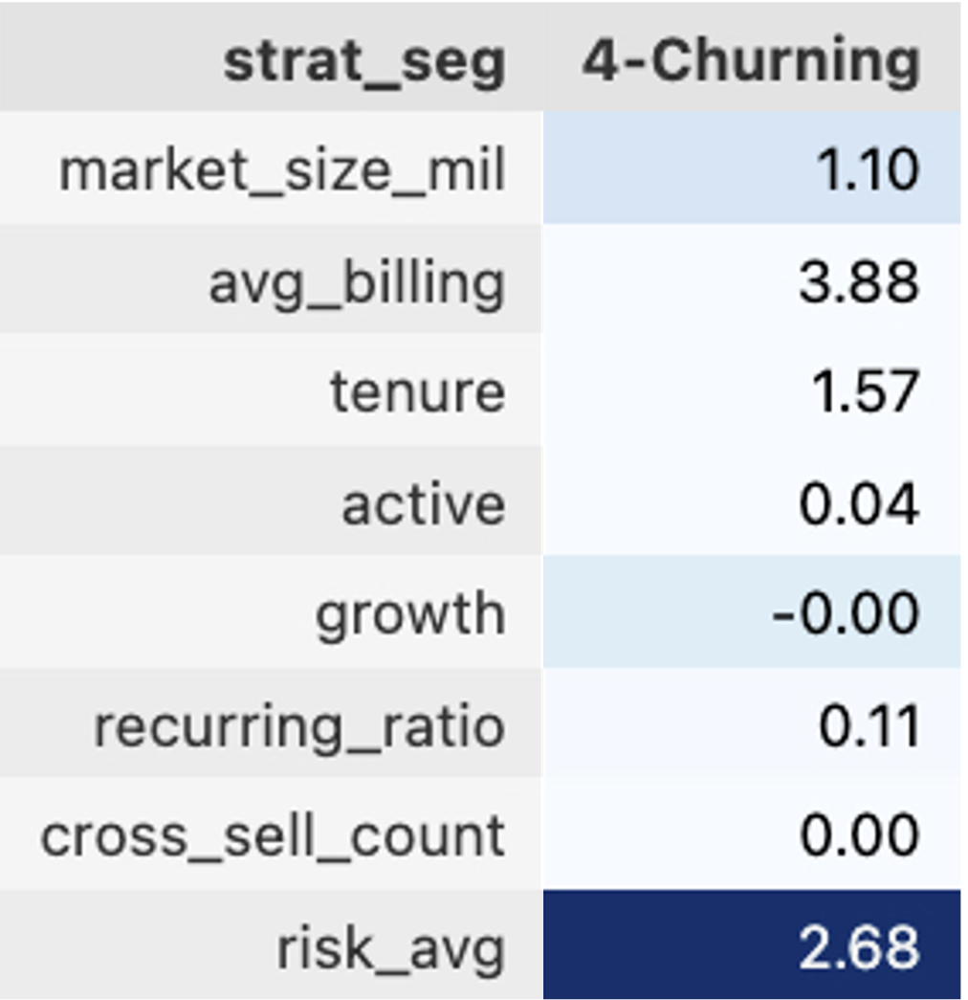 strat_seg 4-Churning
market_size_mil 1.10
avg_billing 3.88
tenure 1.57
active 0.04
growth -0.00
recurring_ratio 0.11
cross_sell_count 0.00
risk_avg 2.68